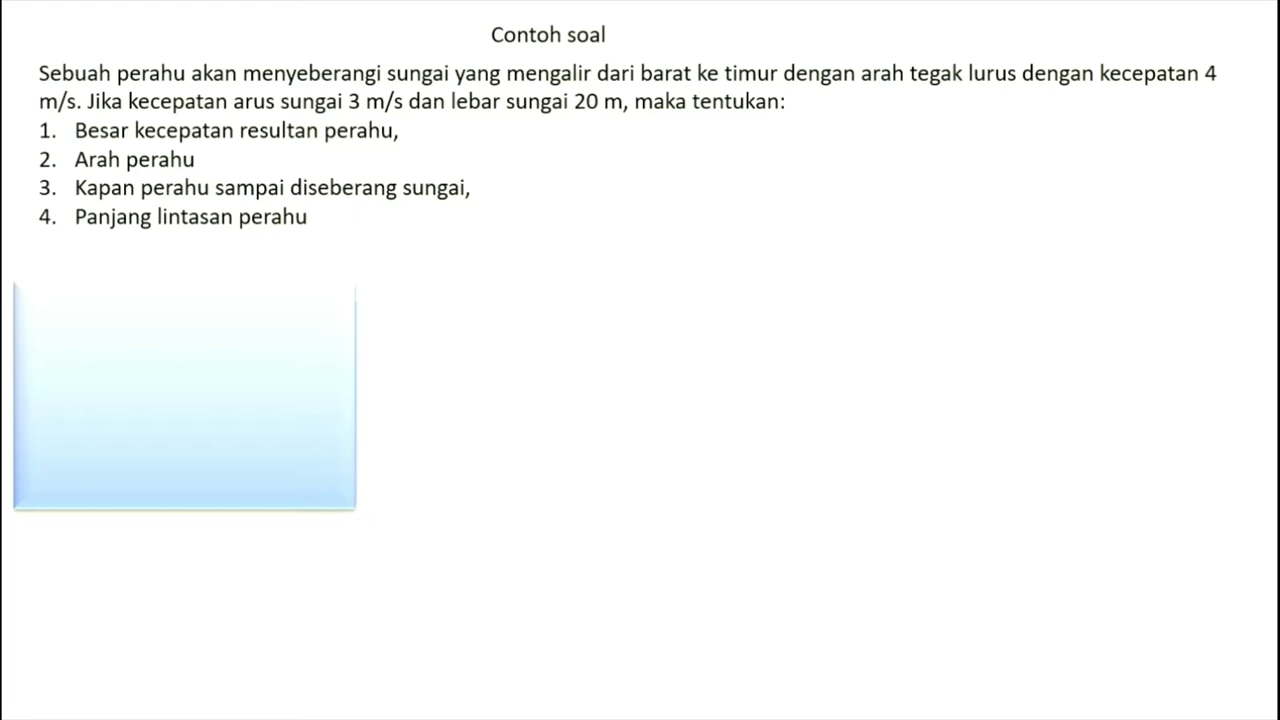 Contoh soal
Sebuah perahu akan menyeberangi sungai yang mengalir dari barat ke timur dengan arah tegak lurus dengan kecepatan 4
m/s. Jika kecepatan arus sungai 3 m/s dan lebar sungai 20 m, maka tentukan:
1. Besar kecepatan resultan perahu,
2. Arah perahu
3. Kapan perahu sampai diseberang sungai,
4. Panjang lintasan perahu